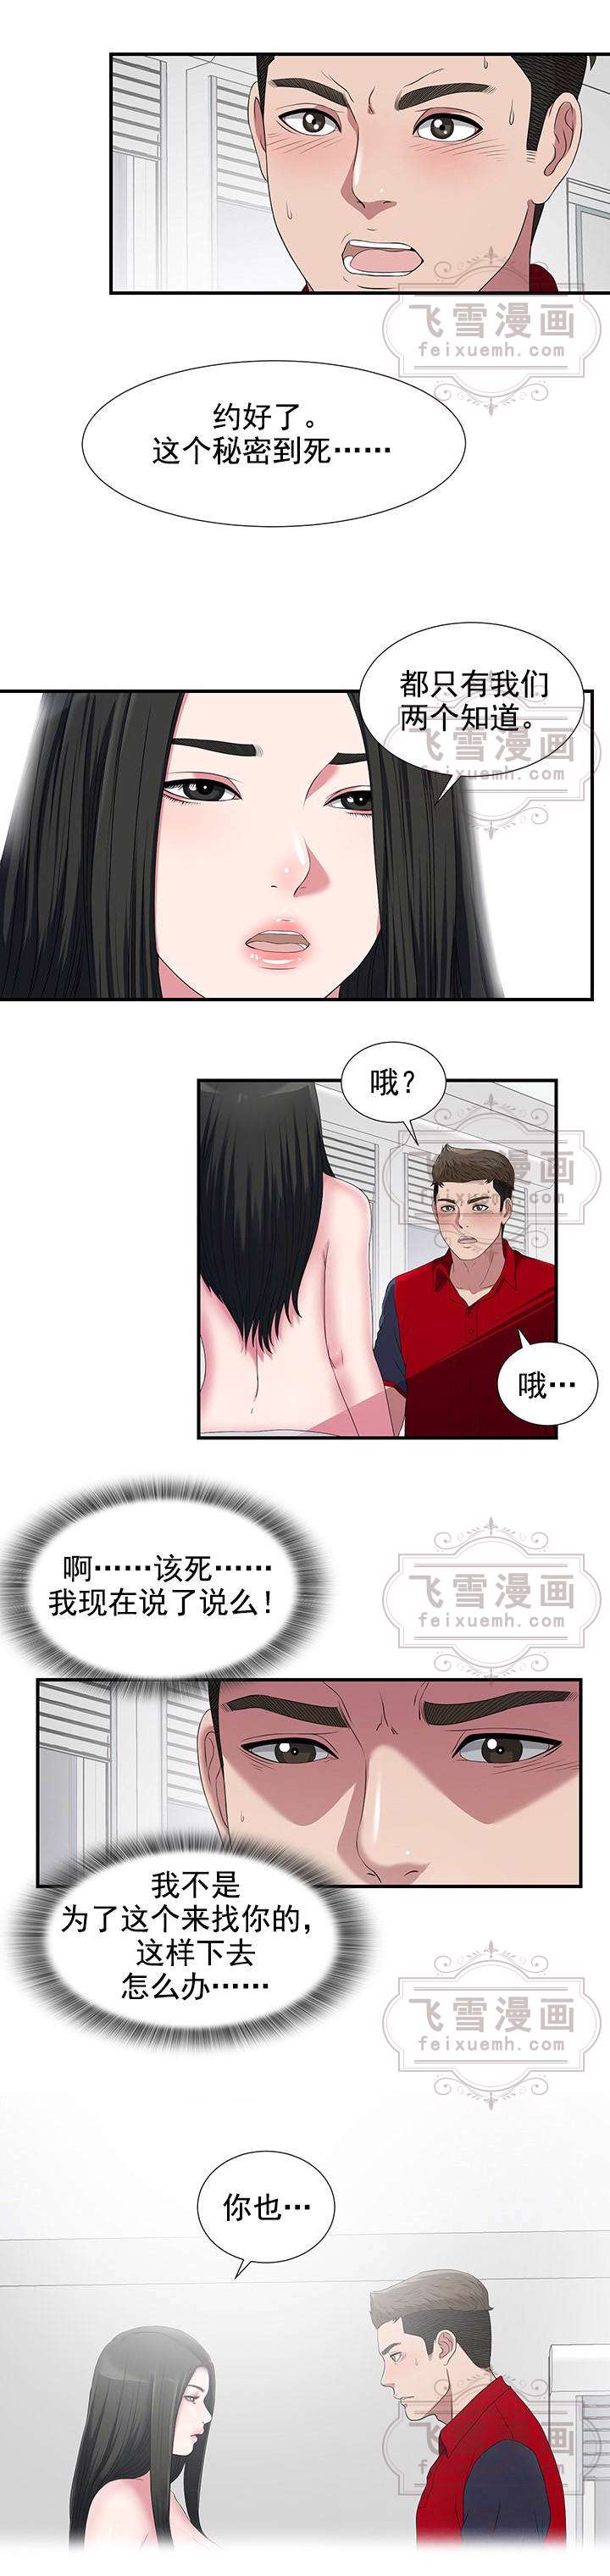 飞雪漫画
feixuemh.com
约好了。
这个秘密到死⋯⋯
都只有我们
两个知道。
飞雪漫画
feixuemh.com
哦？
飞雪漫画
feixuemh.com
哦…
啊⋯⋯该死⋯⋯
我现在说了说么！
飞雪漫画
feixuemh.com
我不是
为了这个来找你的，
这样下去
怎么办⋯⋯
飞雪漫画
feixuemh.com
你也…
飞雪漫画
feixuemh.com